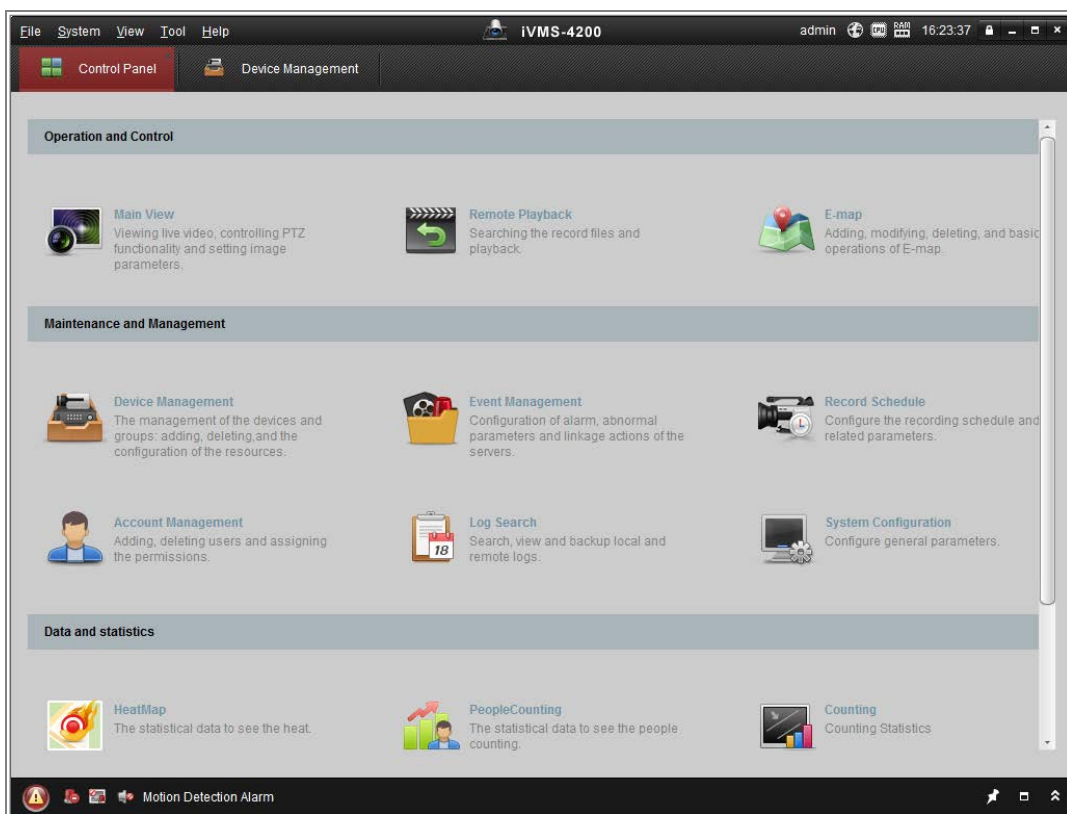 File System View Tool Help iVMS-4200 admin CPU RAM 16:23:37
Control Panel Device Management
Operation and Control
Main View
Viewing live video, controlling PTZ
functionality and setting image
parameters.
Remote Playback
Searching the record files and
playback.
E-map
Adding, modifying, deleting, and basic
operations of E-map.
Maintenance and Management
Device Management
The management of the devices and
groups: adding, deleting,and the
configuration of the resources.
Event Management
Configuration of alarm, abnormal
parameters and linkage actions of the
servers.
Record Schedule
Configure the recording schedule and
related parameters.
Account Management
Adding, deleting users and assigning
the permissions.
18
Log Search
Search, view and backup local and
remote logs.
System Configuration
Configure general parameters.
Data and statistics
HeatMap
The statistical data to see the heat.
PeopleCounting
The statistical data to see the people
counting.
Counting
Counting Statistics
Motion Detection Alarm